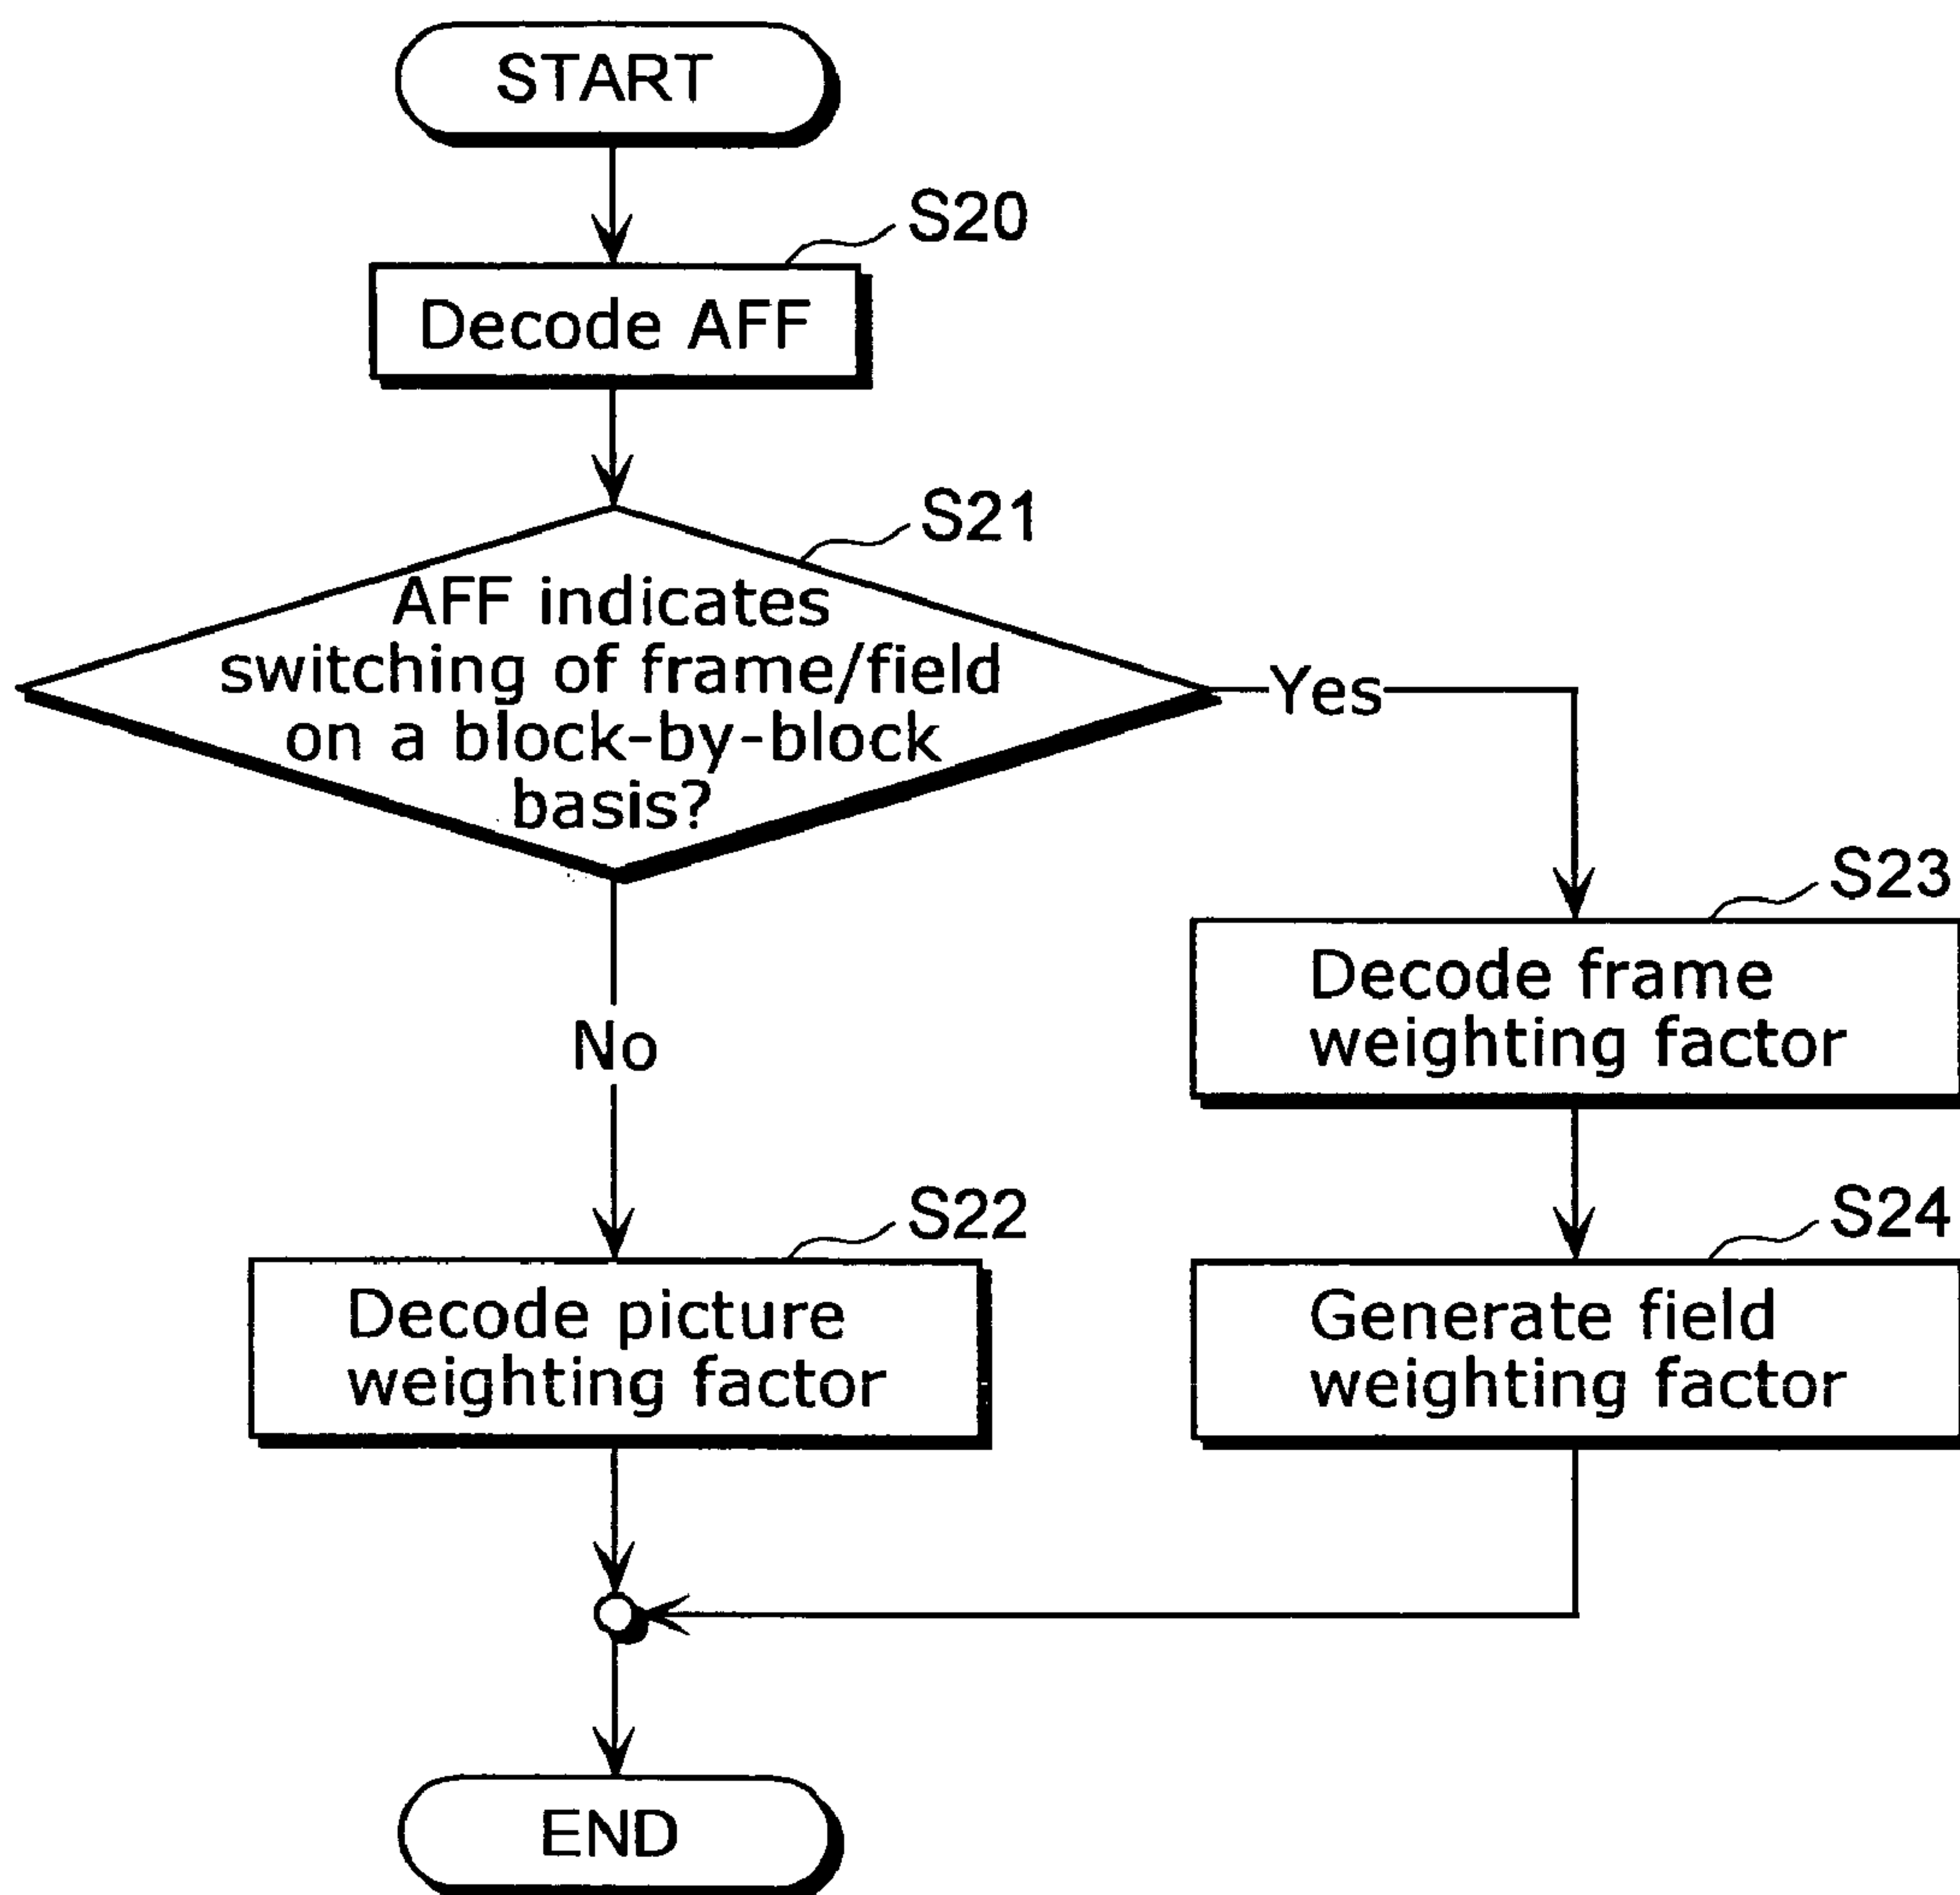 START
S20
Decode AFF
S21
AFF indicates
switching of frame/field
on a block-by-block
basis?
Yes
No
S23
Decode frame
weighting factor
S22
Decode picture
weighting factor
S24
Generate field
weighting factor
END